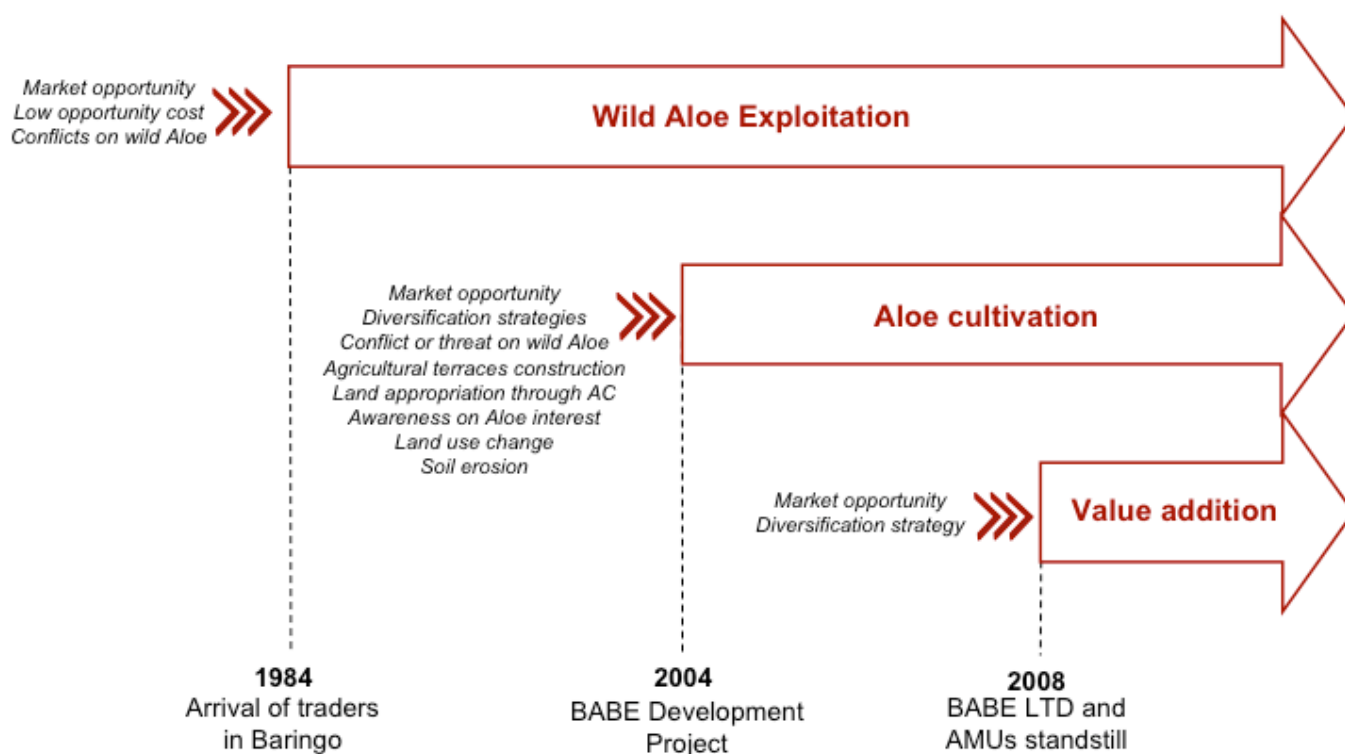 Market opportunity
Low opportunity cost
Conflicts on wild Aloe
Wild Aloe Exploitation
Market opportunity
Diversification strategies
Conflict or threat on wild Aloe
Agricultural terraces construction
Land appropriation through AC
Awareness on Aloe interest
Land use change
Soil erosion
Aloe cultivation
Market opportunity
Diversification strategy
Value addition
1984
Arrival of traders
in Baringo
2004
BABE Development
Project
2008
BABE LTD and
AMUs standstill